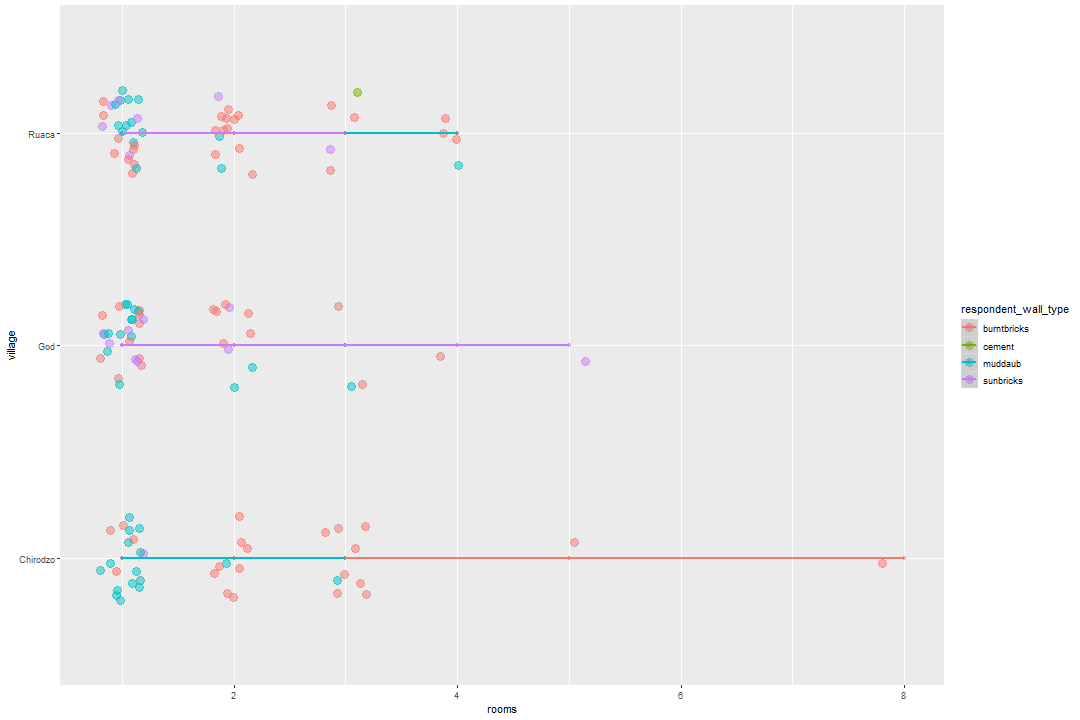 Ruaca
God
Chirodzo
village
2
4
6
8
rooms
respondent_wall_type
burntbricks
cement
muddaub
sunbricks